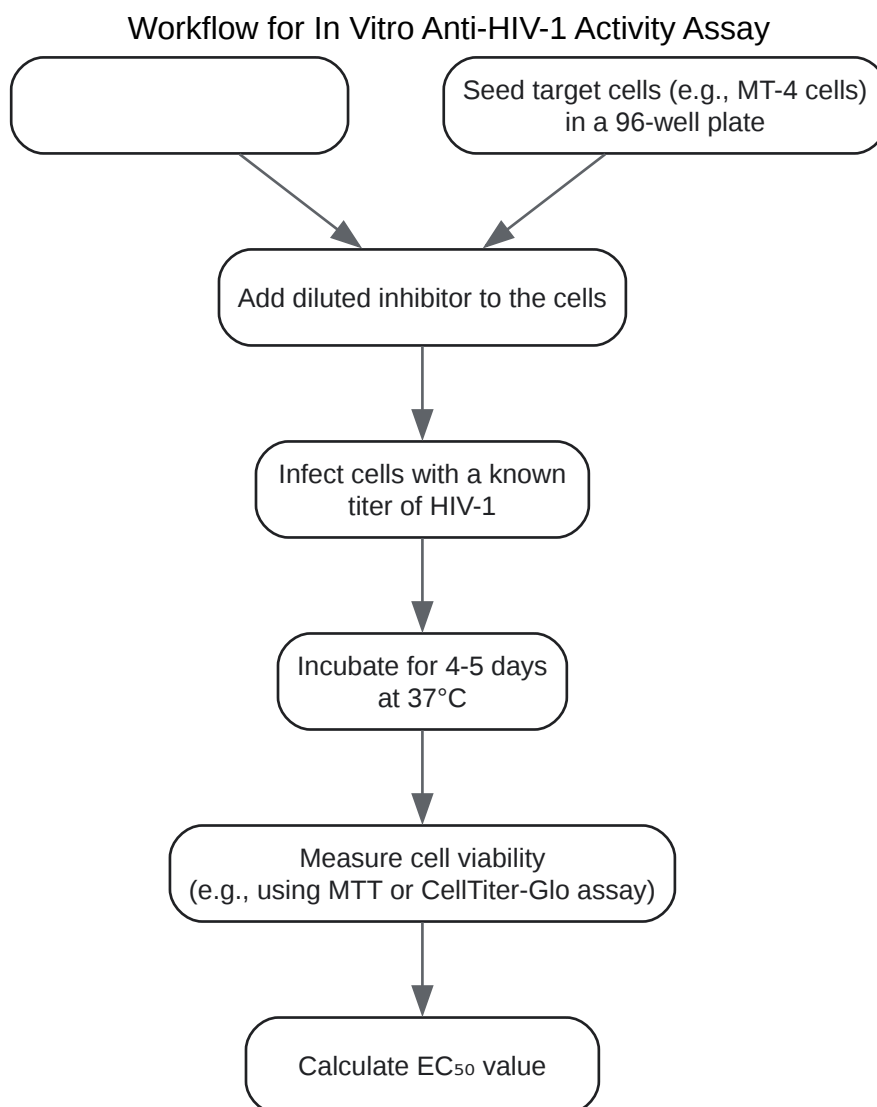 Workflow for In Vitro Anti-HIV-1 Activity Assay
Seed target cells (e.g., MT-4 cells)
in a 96-well plate
Add diluted inhibitor to the cells
Infect cells with a known
titer of HIV-1
Incubate for 4-5 days
at 37°C
Measure cell viability
(e.g., using MTT or CellTiter-Glo assay)
Calculate EC₅₀ value